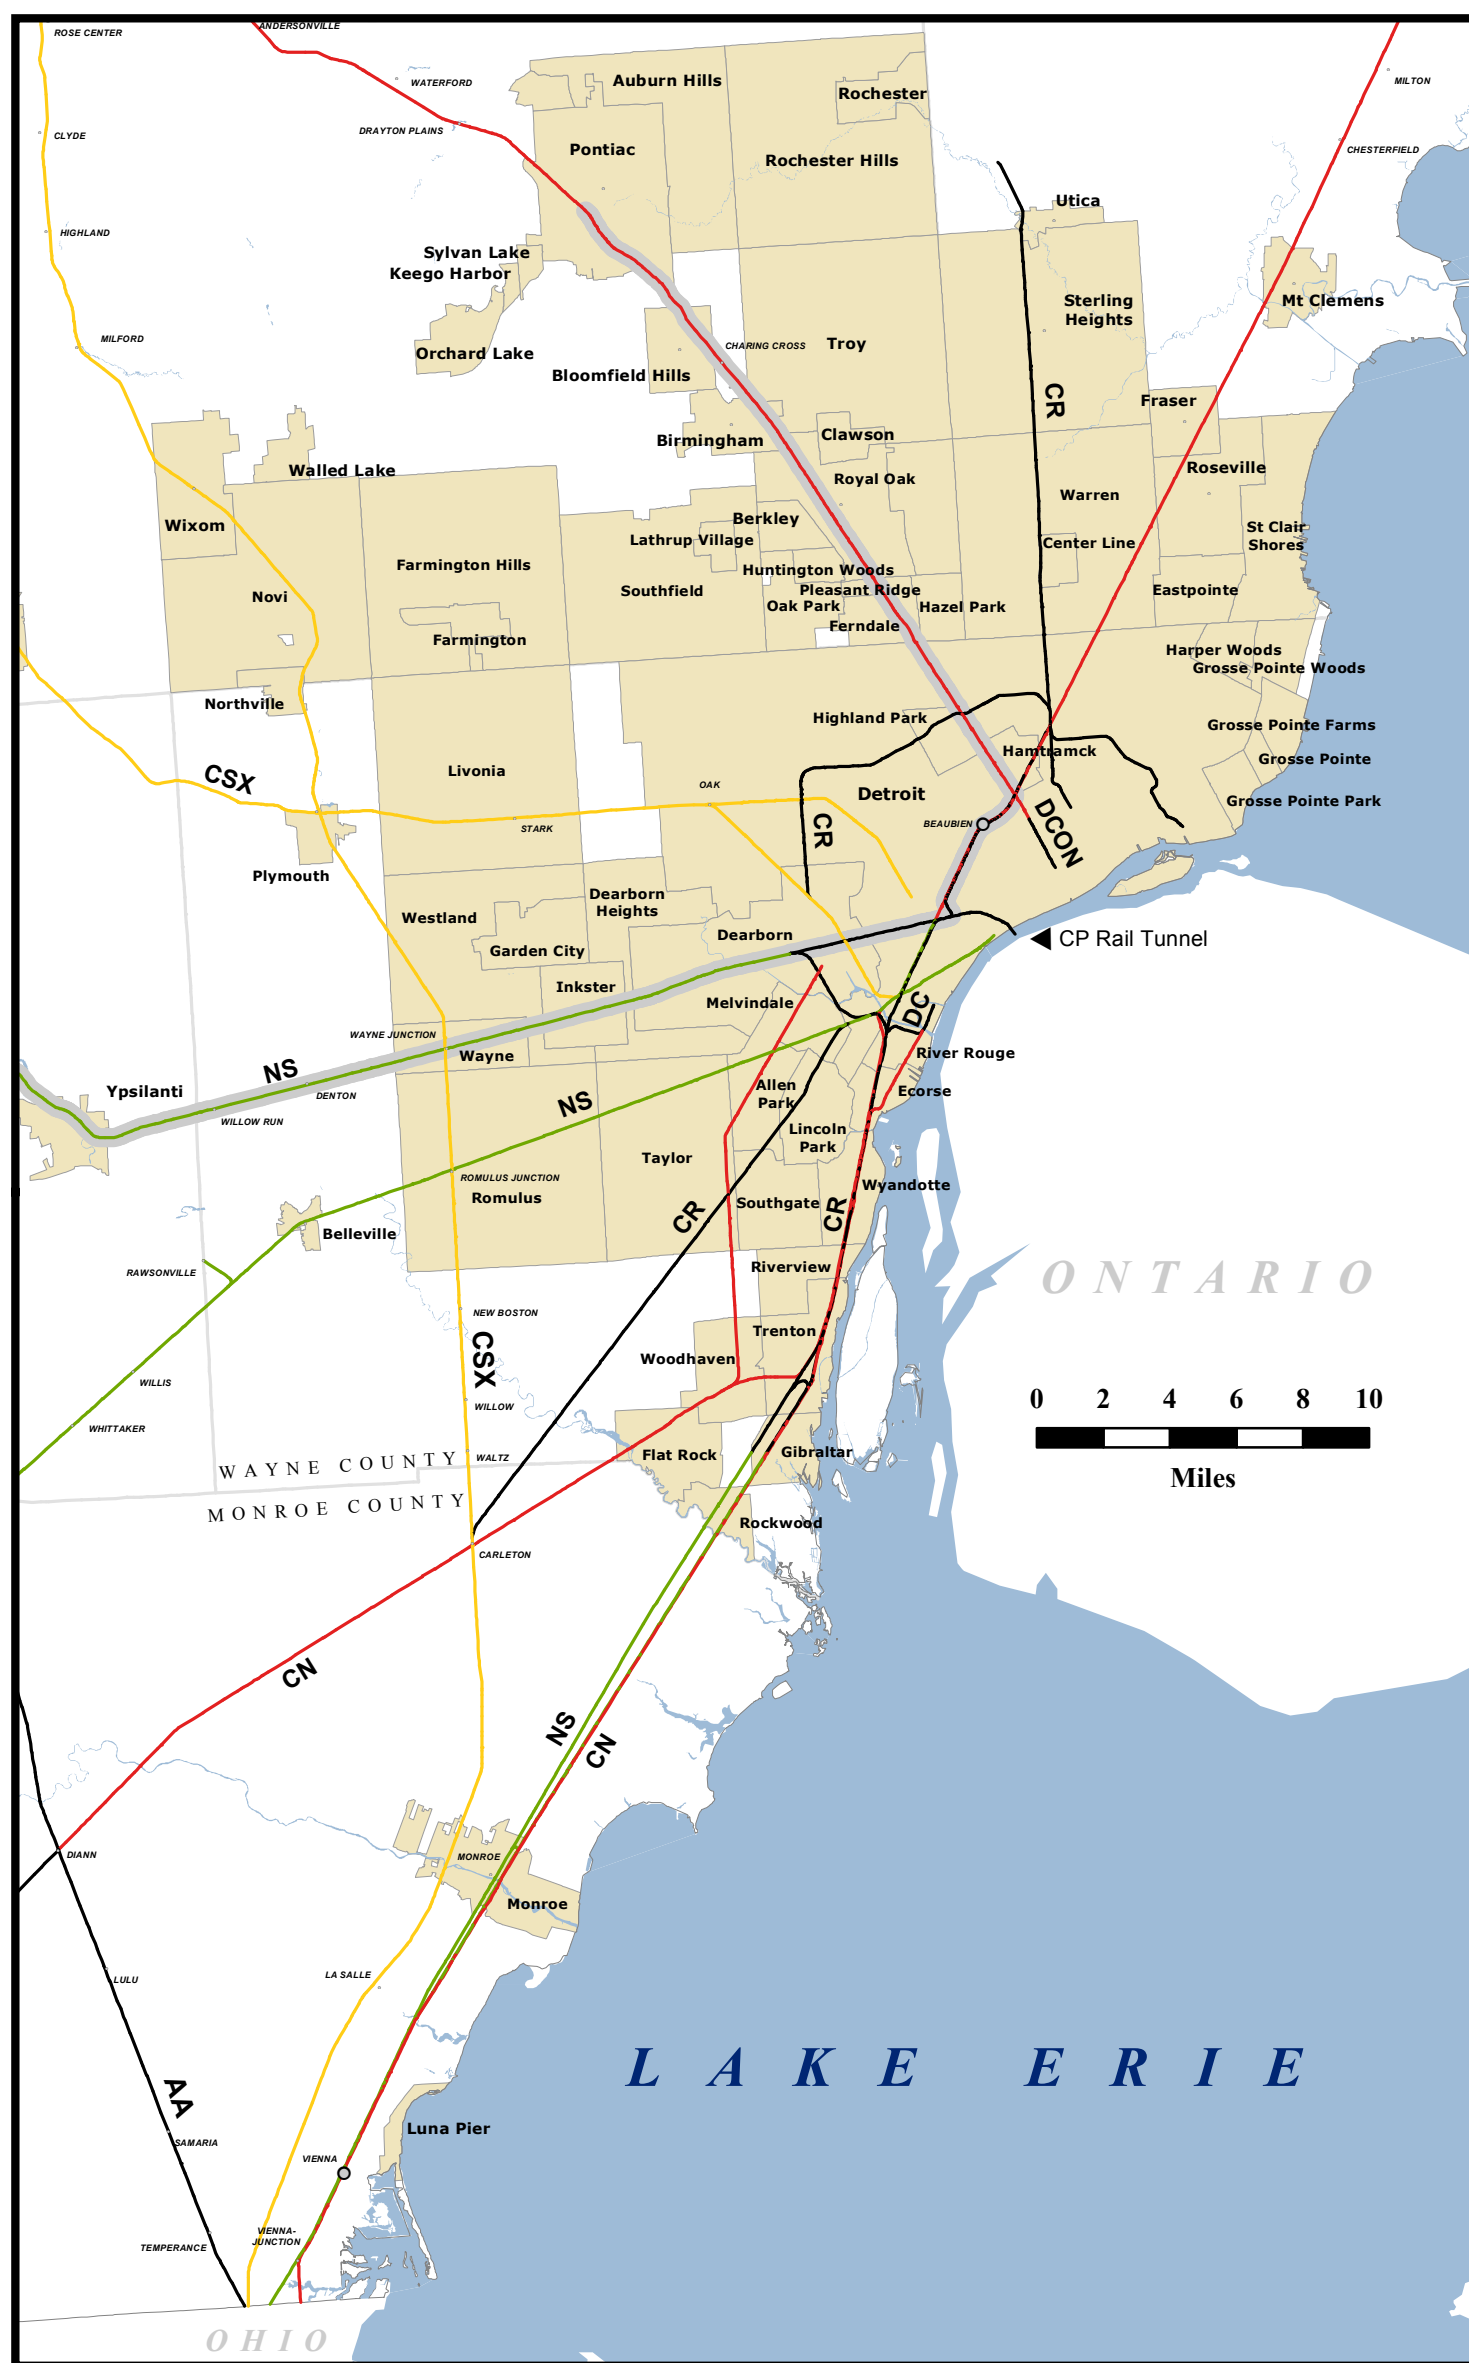 ROSE CENTER
ANDERSONVILLE
WATERFORD
MILTON
Auburn Hills
Rochester
DRAYTON PLAINS
CLYDE
Pontiac
Rochester Hills
CHESTERFIELD
Utica
HIGHLAND
Sylvan Lake
Keego Harbor
Sterling
Heights
Mt Clemens
MILFORD
Orchard Lake
CHARING CROSS
Troy
Bloomfield Hills
CR
Fraser
Birmingham
Clawson
Walled Lake
Royal Oak
Roseville
Warren
Wixom
Berkley
St Clair
Shores
Lathrup Village
Center Line
Farmington Hills
Huntington Woods
Southfield
Pleasant Ridge
Eastpointe
Novi
Oak Park
Hazel Park
Ferndale
Farmington
Harper Woods
Grosse Pointe Woods
Northville
Highland Park
Grosse Pointe Farms
Hamtramck
Grosse Pointe
CSX
Livonia
OAK
Detroit
Grosse Pointe Park
STARK
BEAUBIEN
CR
DCON
Plymouth
Dearborn
Heights
Westland
Dearborn
CP Rail Tunnel
Garden City
Inkster
Melvindale
DC
WAYNE JUNCTION
Wayne
River Rouge
NS
Ypsilanti
DENTON
Allen
Park
Ecorse
NS
WILLOW RUN
Lincoln
Park
Taylor
ROMULUS JUNCTION
Romulus
Wyandotte
Southgate
CR
CR
Belleville
RAWSONVILLE
Riverview
ONTARIO
NEW BOSTON
Trenton
CSX
Woodhaven
WILLIS
0 2 4 6 8 10
WILLOW
WHITTAKER
Flat Rock
Gibraltar
WAYNE COUNTY
WALTZ
Miles
MONROE COUNTY
Rockwood
CARLETON
CN
NS
CN
DIANN
MONROE
Monroe
LULU
LA SALLE
LAKE ERIE
AA
Luna Pier
SAMARIA
VIENNA
VIENNA-
JUNCTION
TEMPERANCE
OHIO